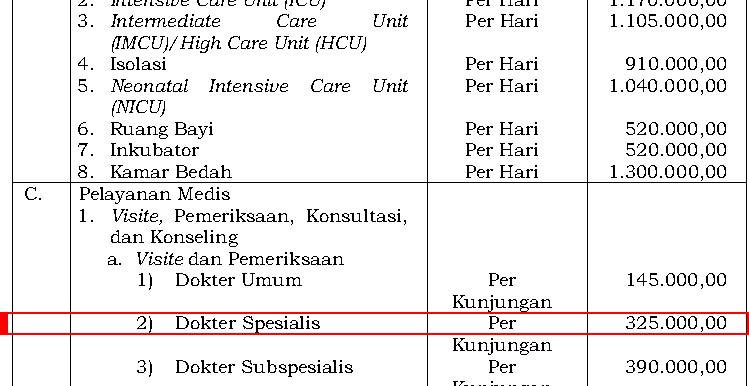 2. Intensive Care Unit (ICU) Per Hari 1.170.000,00
3. Intermediate Care Unit Per Hari 1.105.000,00
(IMCU)/High Care Unit (HCU)
4. Isolasi Per Hari 910.000,00
5. Neonatal Intensive Care Unit Per Hari 1.040.000,00
(NICU)
6. Ruang Bayi Per Hari 520.000,00
7. Inkubator Per Hari 520.000,00
8. Kamar Bedah Per Hari 1.300.000,00
C. Pelayanan Medis
1. Visite, Pemeriksaan, Konsultasi,
dan Konseling
a. Visite dan Pemeriksaan
1) Dokter Umum Per 145.000,00
Kunjungan
2) Dokter Spesialis Per 325.000,00
Kunjungan
3) Dokter Subspesialis Per 390.000,00
Kunjungan